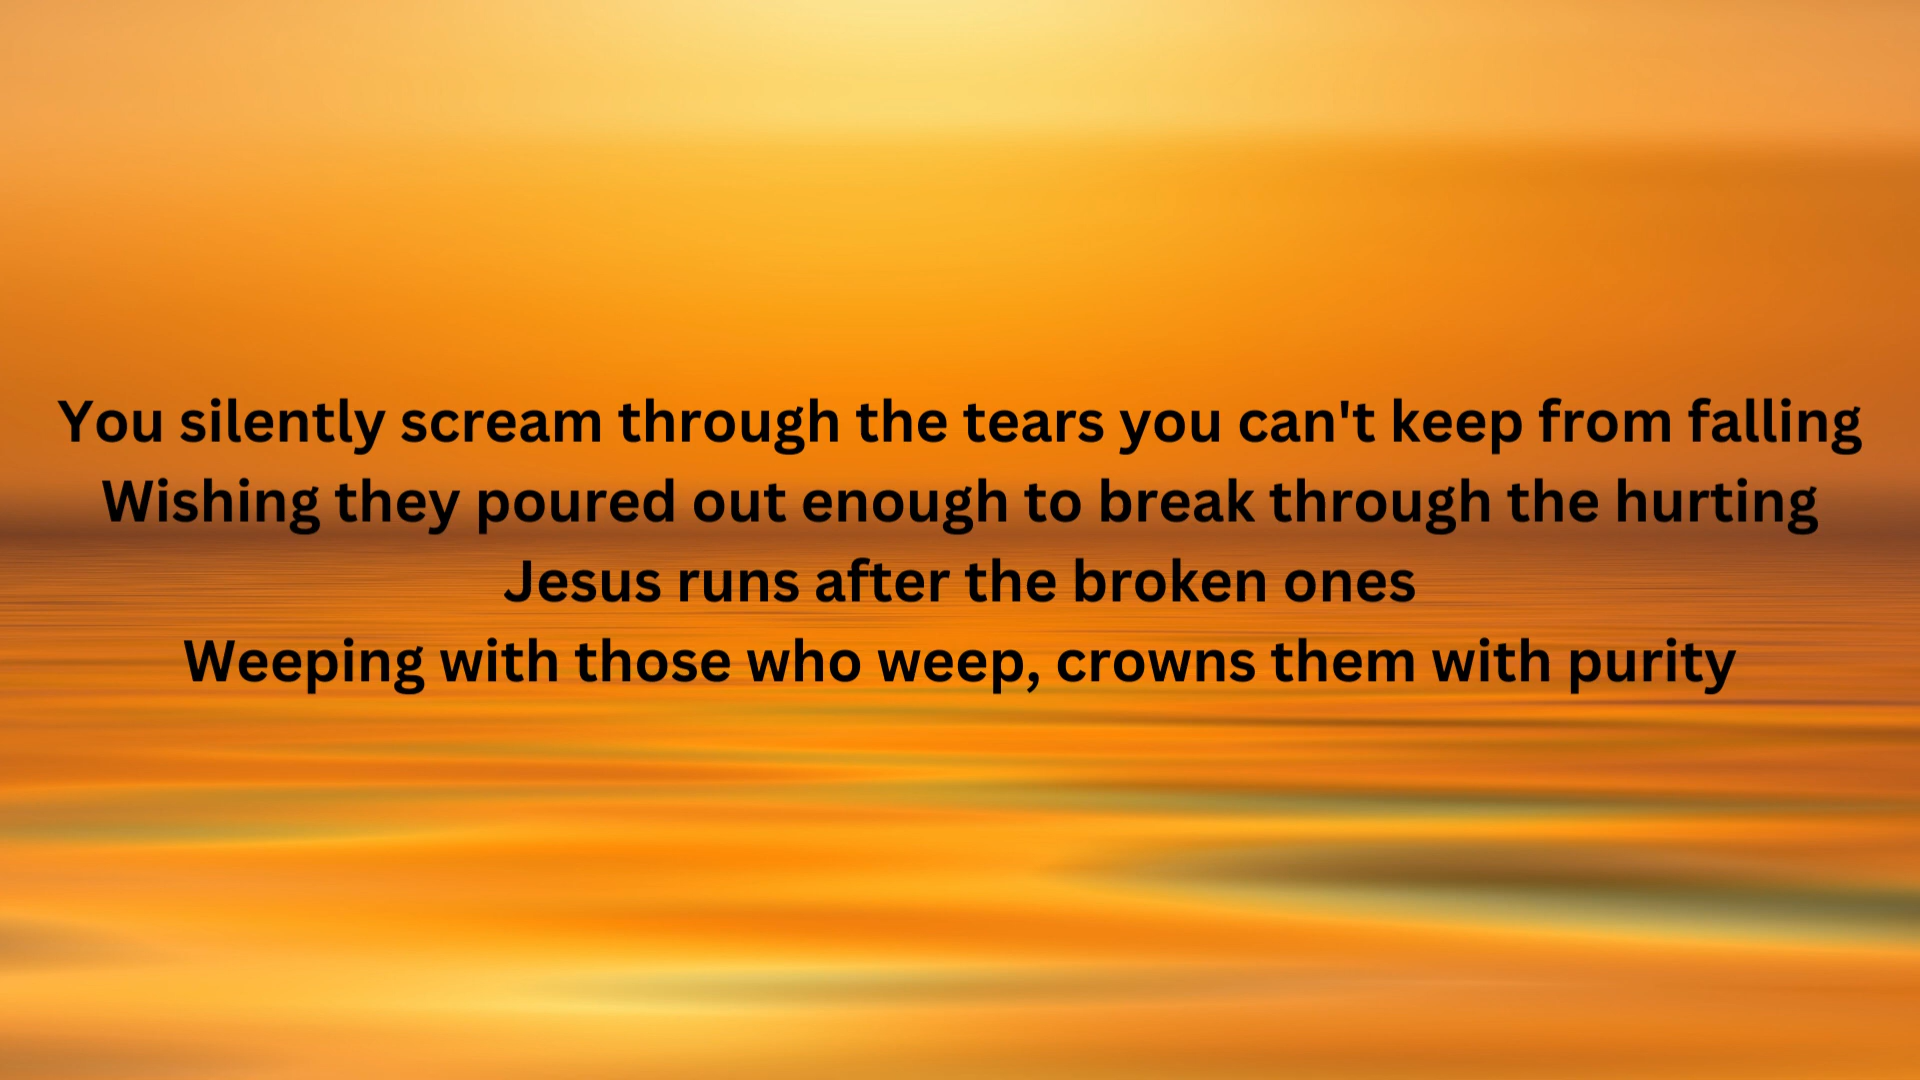 You silently scream through the tears you can't keep from falling
Wishing they poured out enough to break through the hurting
Jesus runs after the broken ones
Weeping with those who weep, crowns them with purity